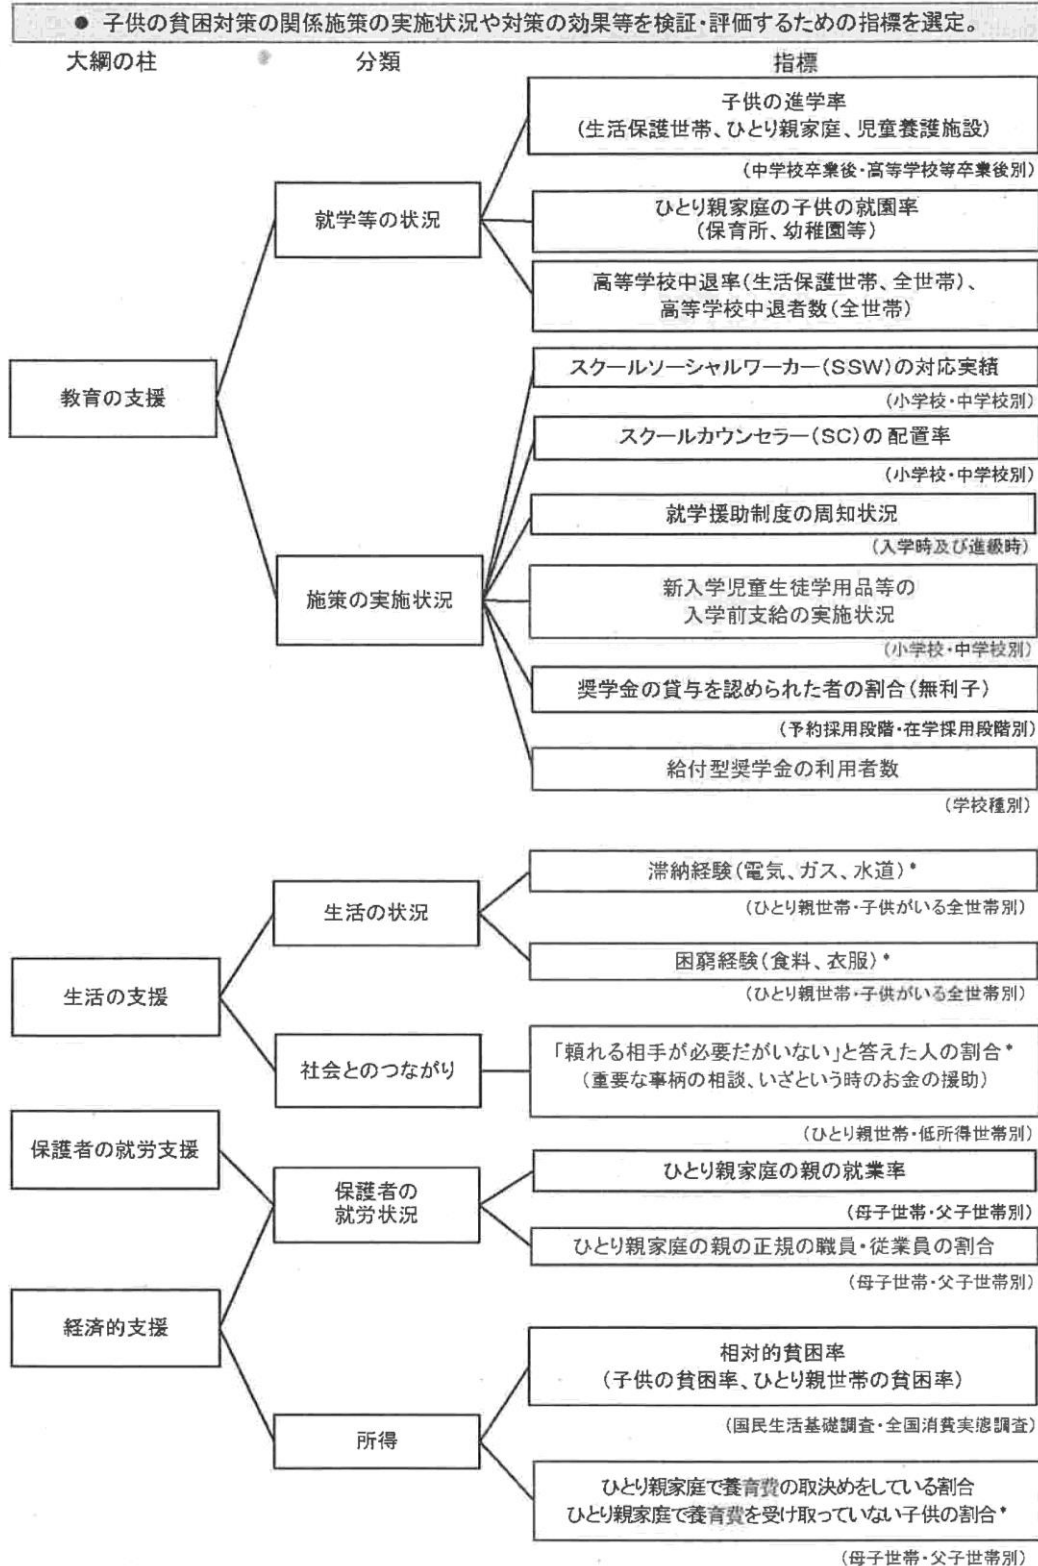 ● 子供の貧困対策の関係施策の実施状況や対策の効果等を検証・評価するための指標を選定。
大綱の柱
分類
指標
教育の支援
就学等の状況
子供の進学率
(生活保護世帯、ひとり親家庭、児童養護施設)
(中学校卒業後・高等学校等卒業後別)
ひとり親家庭の子供の就園率
(保育所、幼稚園等)
高等学校中退率(生活保護世帯、全世帯)、
高等学校中退者数(全世帯)
施策の実施状況
スクールソーシャルワーカー(SSW)の対応実績
(小学校・中学校別)
スクールカウンセラー(SC)の配置率
(小学校・中学校別)
就学援助制度の周知状況
(入学時及び進級時)
新入学児童生徒学用品等の
入学前支給の実施状況
(小学校・中学校別)
奨学金の貸与を認められた者の割合(無利子)
(予約採用段階・在学採用段階別)
給付型奨学金の利用者数
(学校種別)
生活の支援
生活の状況
滞納経験(電気、ガス、水道)*
(ひとり親世帯・子供がいる全世帯別)
困窮経験(食料、衣服)*
(ひとり親世帯・子供がいる全世帯別)
社会とのつながり
「頼れる相手が必要だがいない」と答えた人の割合*
(重要な事柄の相談、いざという時のお金の援助)
(ひとり親世帯・低所得世帯別)
保護者の就労支援
保護者の
就労状況
ひとり親家庭の親の就業率
(母子世帯・父子世帯別)
ひとり親家庭の親の正規の職員・従業員の割合
(母子世帯・父子世帯別)
経済的支援
所得
相対的貧困率
(子供の貧困率、ひとり親世帯の貧困率)
(国民生活基礎調査・全国消費実態調査)
ひとり親家庭で養育費の取決めをしている割合
ひとり親家庭で養育費を受け取っていない子供の割合*
(母子世帯・父子世帯別)